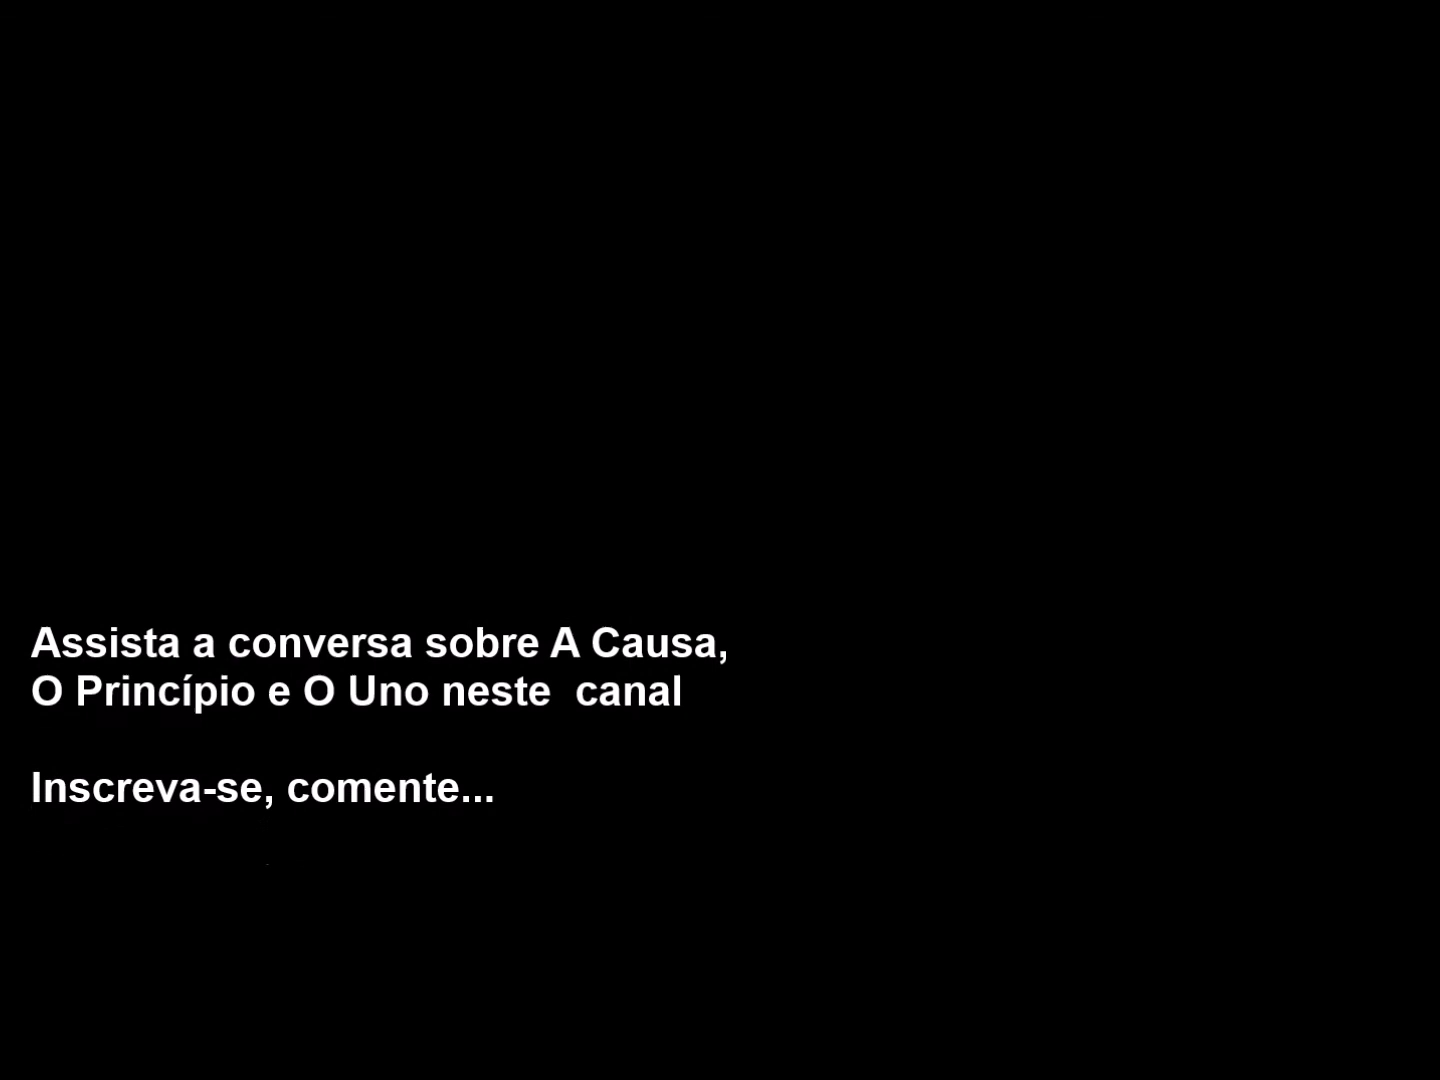 Assista a conversa sobre A Causa,
O Princípio e O Uno neste  canal
Inscreva-se, comente...